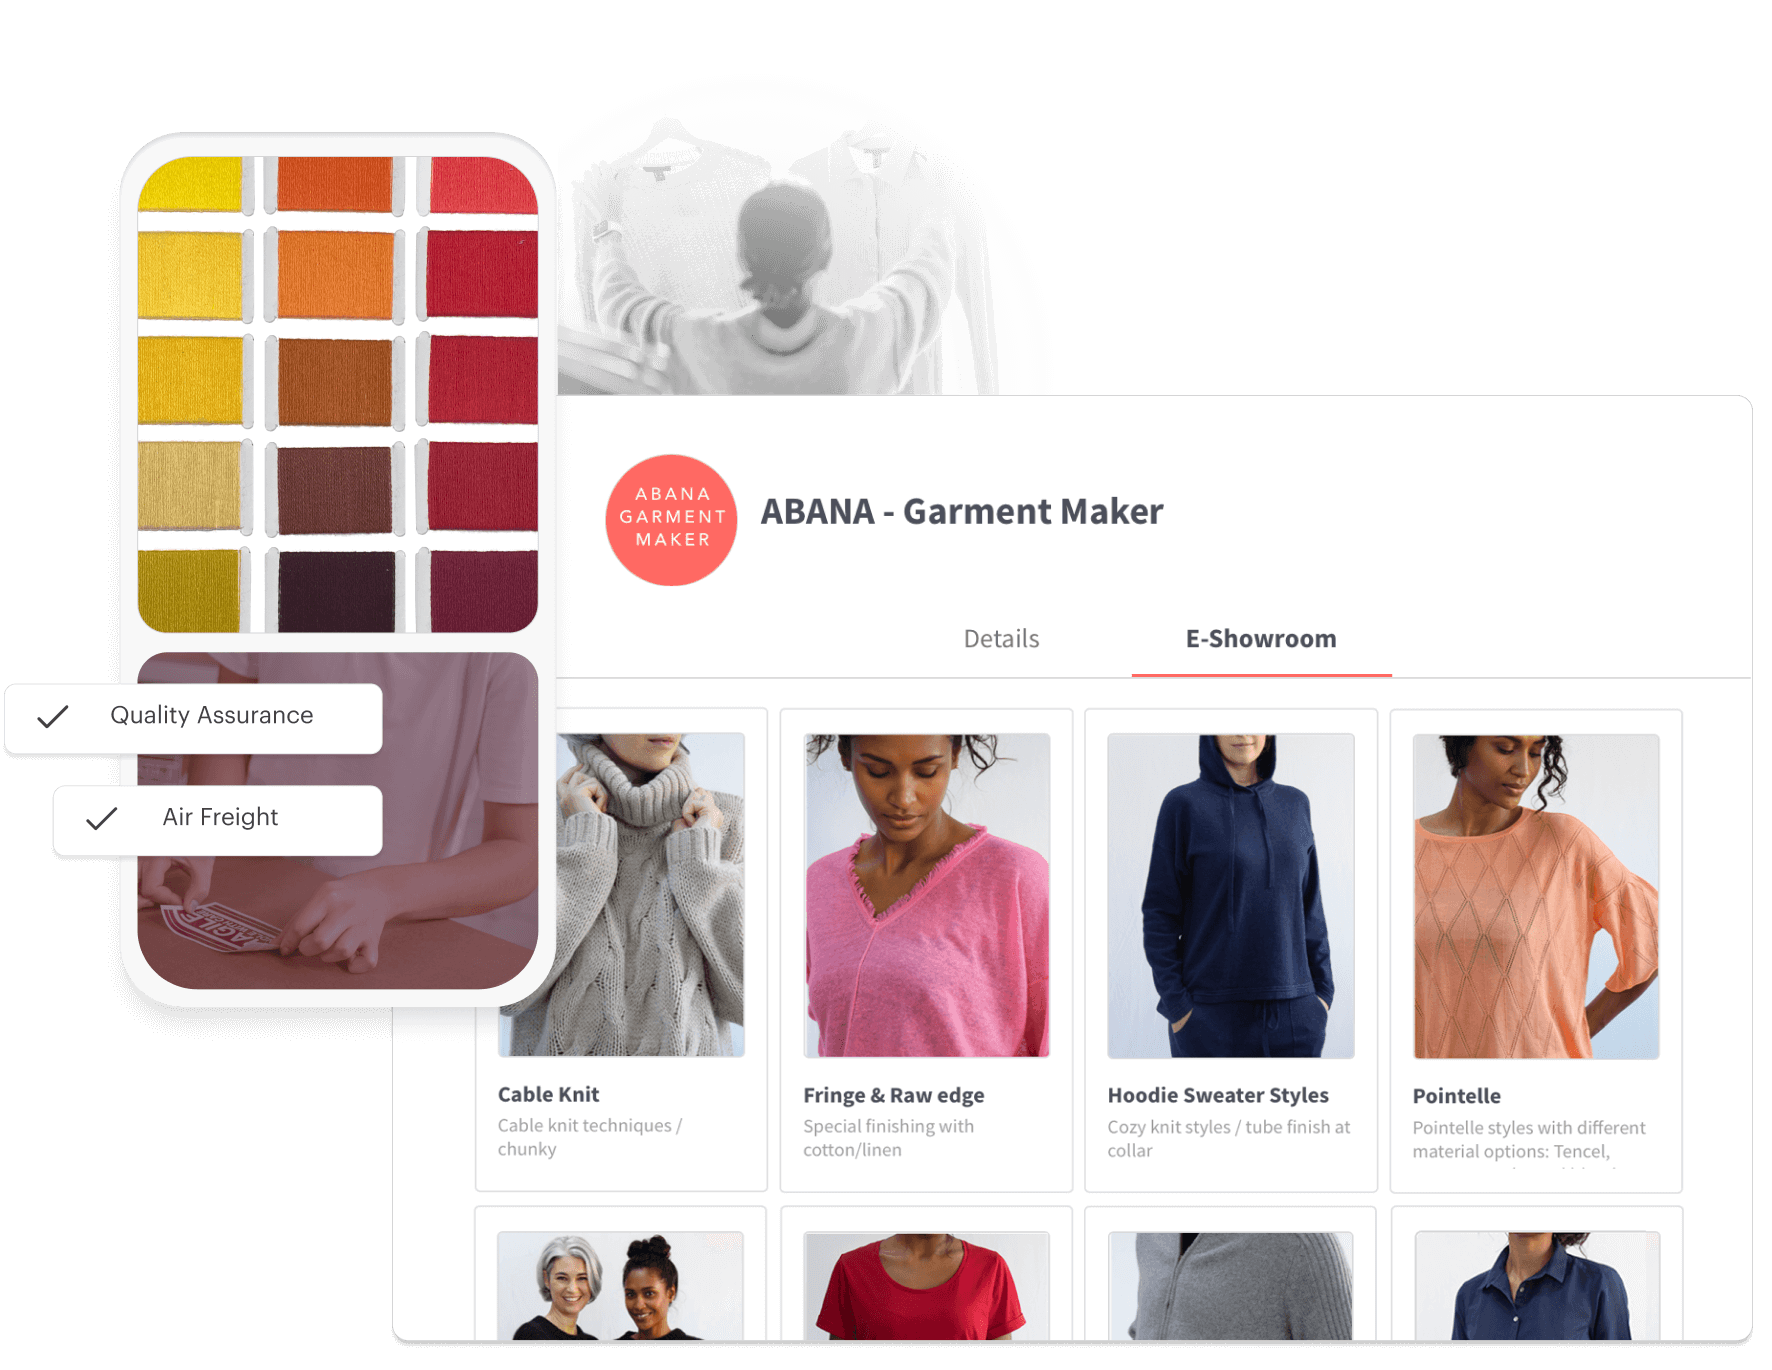 ABANA
GARMENT
MAKER
ABANA - Garment Maker
Details
E-Showroom
Quality Assurance
Air Freight
AGILE
Cable Knit
Cable knit techniques /
chunky
Fringe & Raw edge
Special finishing with
cotton/linen
Hoodie Sweater Styles
Cozy knit styles / tube finish at
collar
Pointelle
Pointelle styles with different
material options: Tencel,